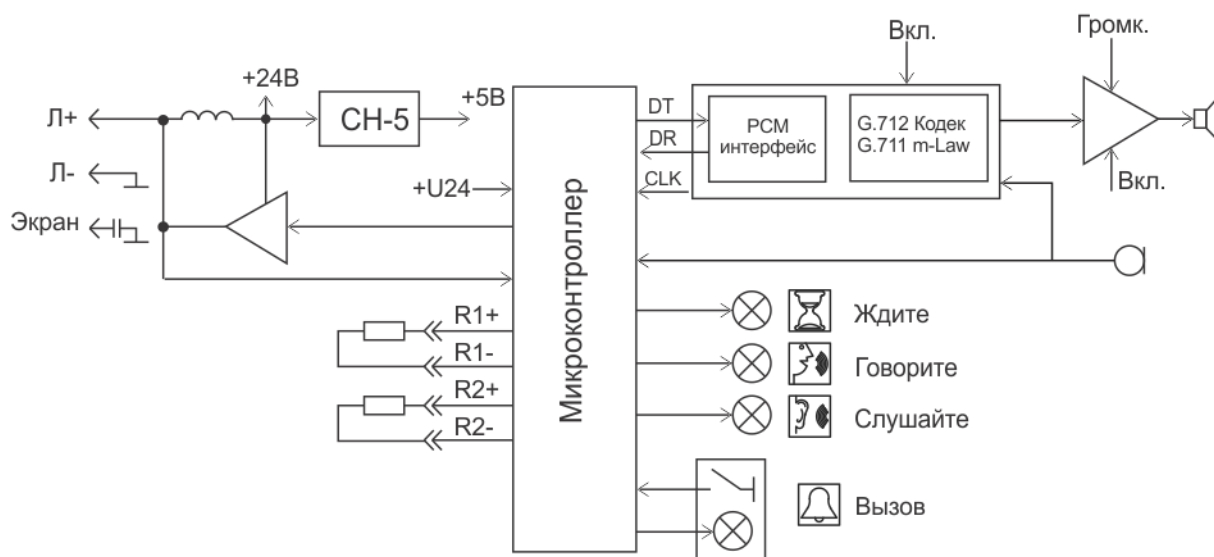 Л+
Л-
Экран
+24В
СН-5
+5В
+U24
R1+
R1-
R2+
R2-
Микроконтроллер
DT
DR
CLK
РСМ
интерфейс
Вкл.
G.712 Кодек
G.711 m-Law
Громк.
Вкл.
Ждите
Говорите
Слушайте
Вызов